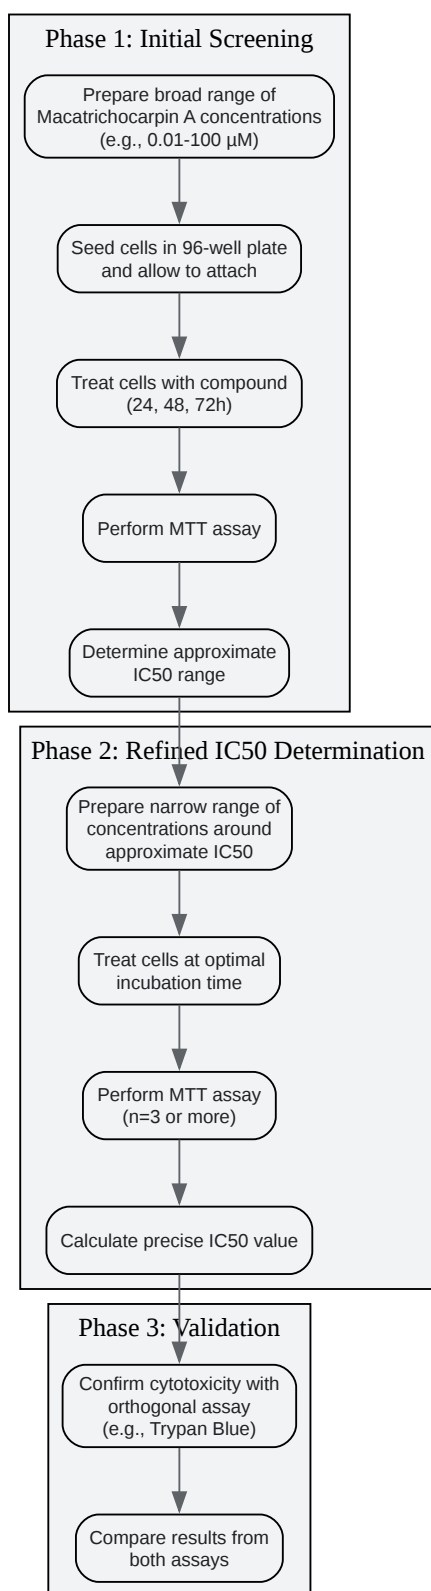 Phase 1: Initial Screening
Prepare broad range of
Macatrichocarpin A concentrations
(e.g., 0.01-100 µM)
Seed cells in 96-well plate
and allow to attach
Treat cells with compound
(24, 48, 72h)
Perform MTT assay
Determine approximate
IC50 range
Phase 2: Refined IC50 Determination
Prepare narrow range of
concentrations around
approximate IC50
Treat cells at optimal
incubation time
Perform MTT assay
(n=3 or more)
Calculate precise IC50 value
Phase 3: Validation
Confirm cytotoxicity with
orthogonal assay
(e.g., Trypan Blue)
Compare results from
both assays